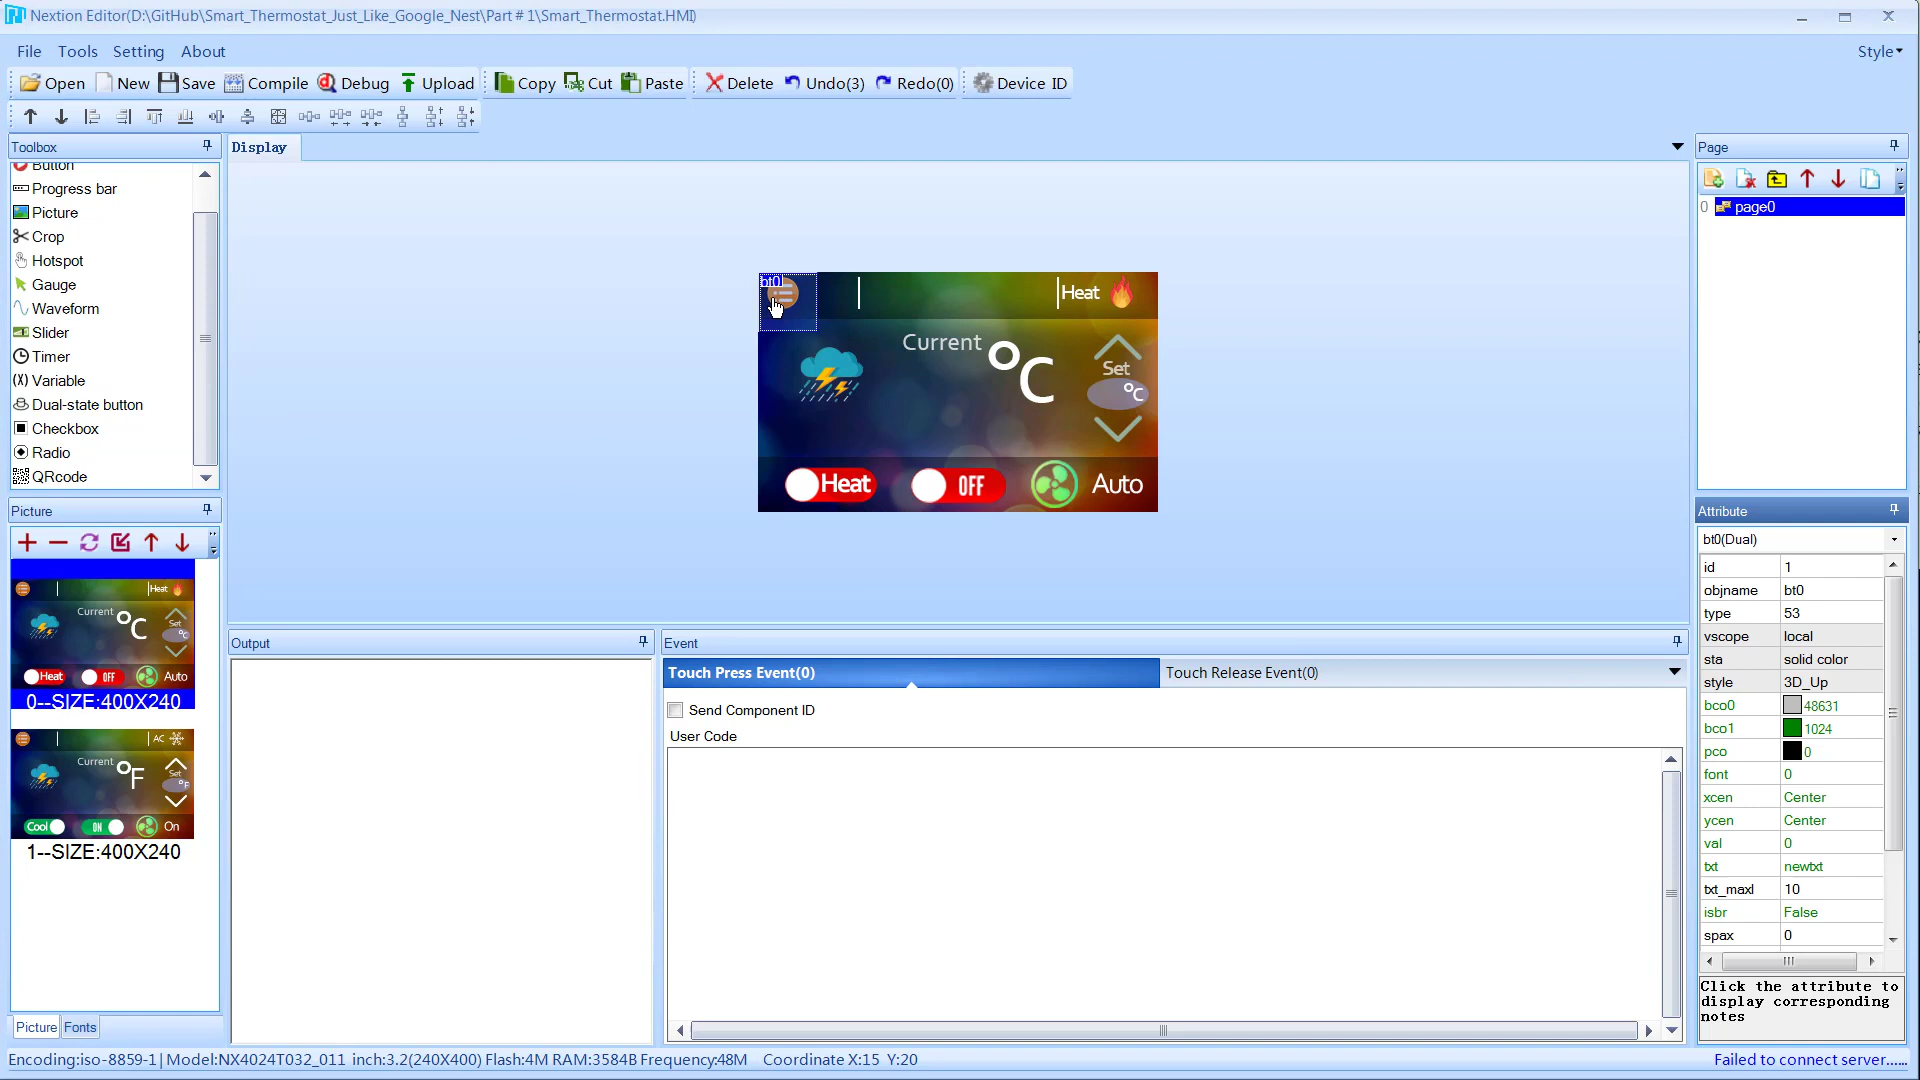 Nextion Editor(D:\GitHub\Smart_Thermostat_Just_Like_Google_Nest\Part # 1\Smart_Thermostat.HMI)
File Tools Setting About Style
Open New Save Compile Debug Upload Copy Cut Paste Delete Undo(3) Redo(0) Device ID
Toolbox
Button
Progress bar
Picture
Crop
Hotspot
Gauge
Waveform
Slider
Timer
(X) Variable
Dual-state button
Checkbox
Radio
QRcode
Picture
Heat
Current
°C
Set
°C
Heat OFF Auto
0--SIZE:400X240
AC
Current
°F
Set
°F
Cool ON On
1--SIZE:400X240
Picture Fonts
Display
bt0
Heat
Current
°C
Set
°C
Heat OFF Auto
Output
Event
Touch Press Event(0) Touch Release Event(0)
Send Component ID
User Code
Page
0 page0
Attribute
bt0(Dual)
id 1
objname bt0
type 53
vscope local
sta solid color
style 3D_Up
bco0 48631
bco1 1024
pco 0
font 0
xcen Center
ycen Center
val 0
txt newtxt
txt_maxl 10
isbr False
spax 0
Click the attribute to
display corresponding
notes
Encoding:iso-8859-1 | Model:NX4024T032_011 inch:3.2(240X400) Flash:4M RAM:3584B Frequency:48M Coordinate X:15 Y:20
Failed to connect server......